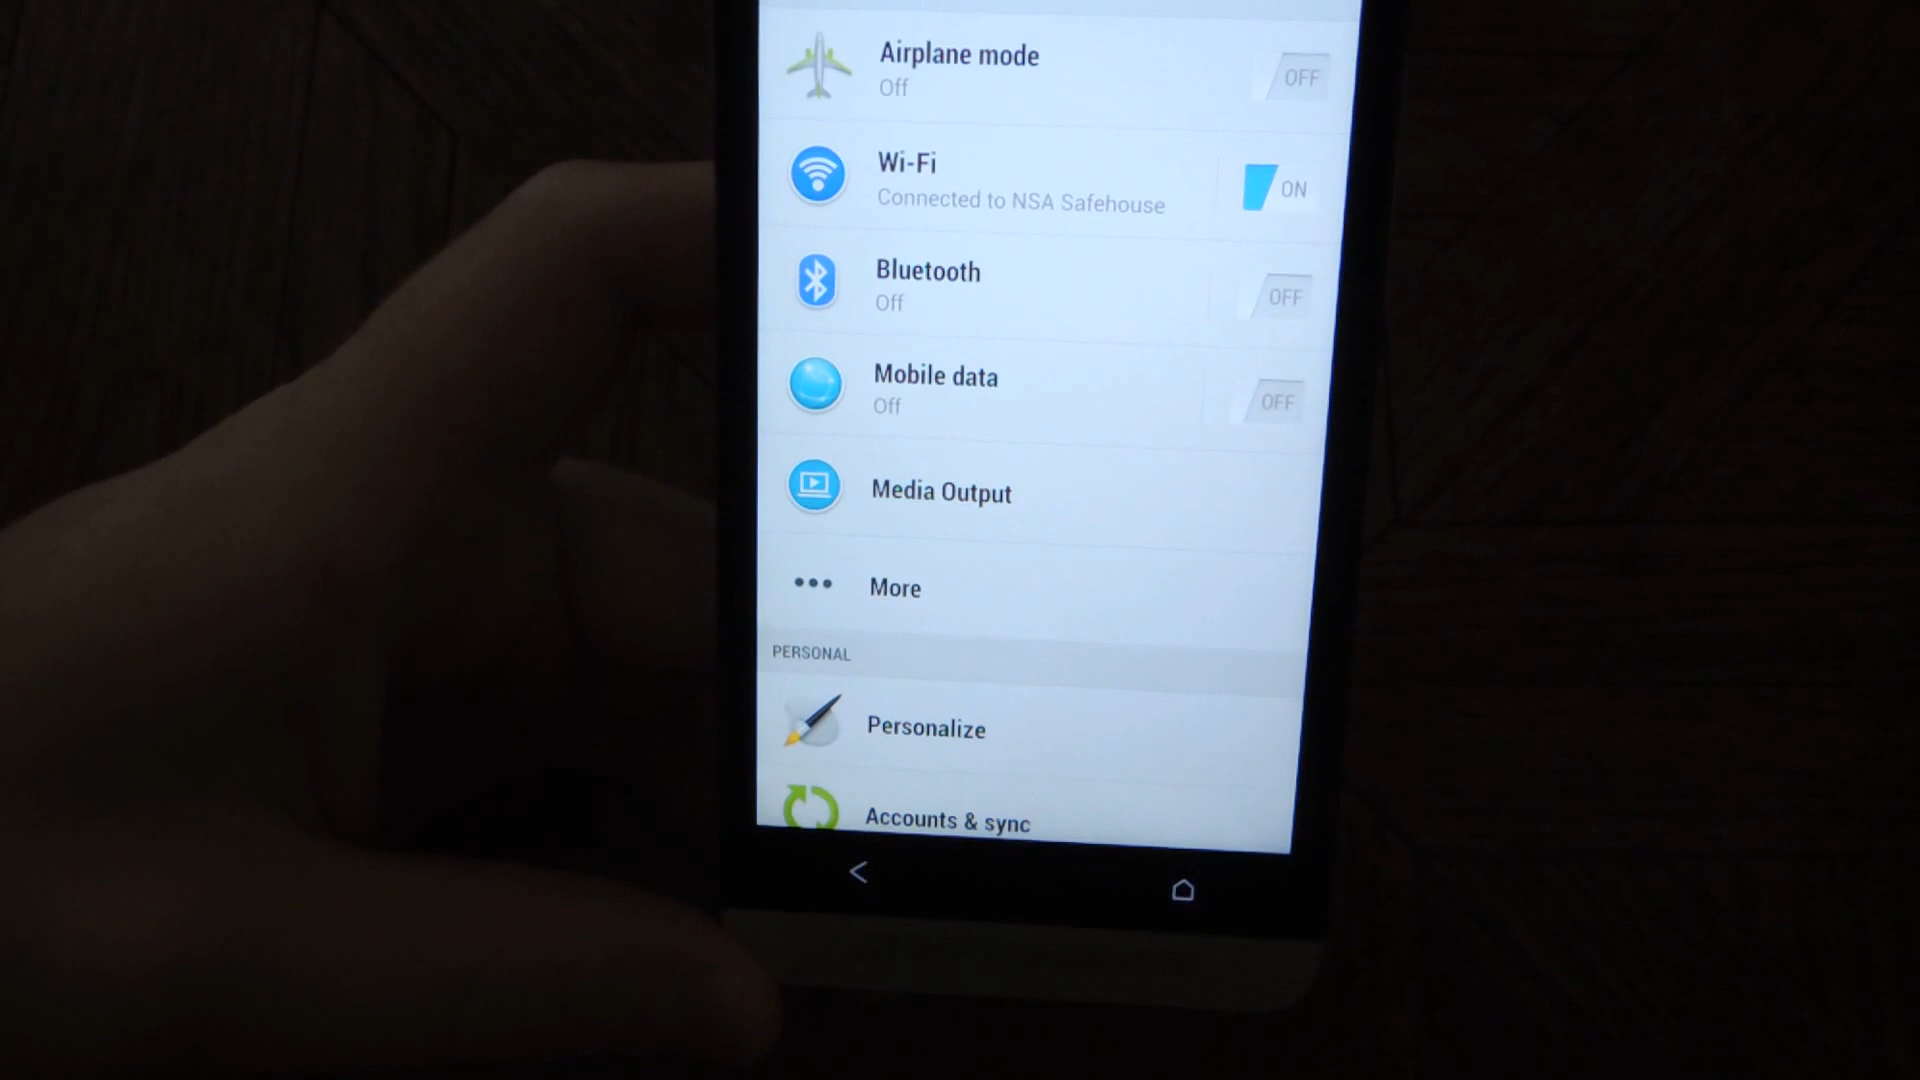 Airplane mode
Off
OFF
Wi-Fi
Connected to NSA Safehouse
ON
Bluetooth
Off
OFF
Mobile data
Off
OFF
Media Output
More
PERSONAL
Personalize
Accounts & sync